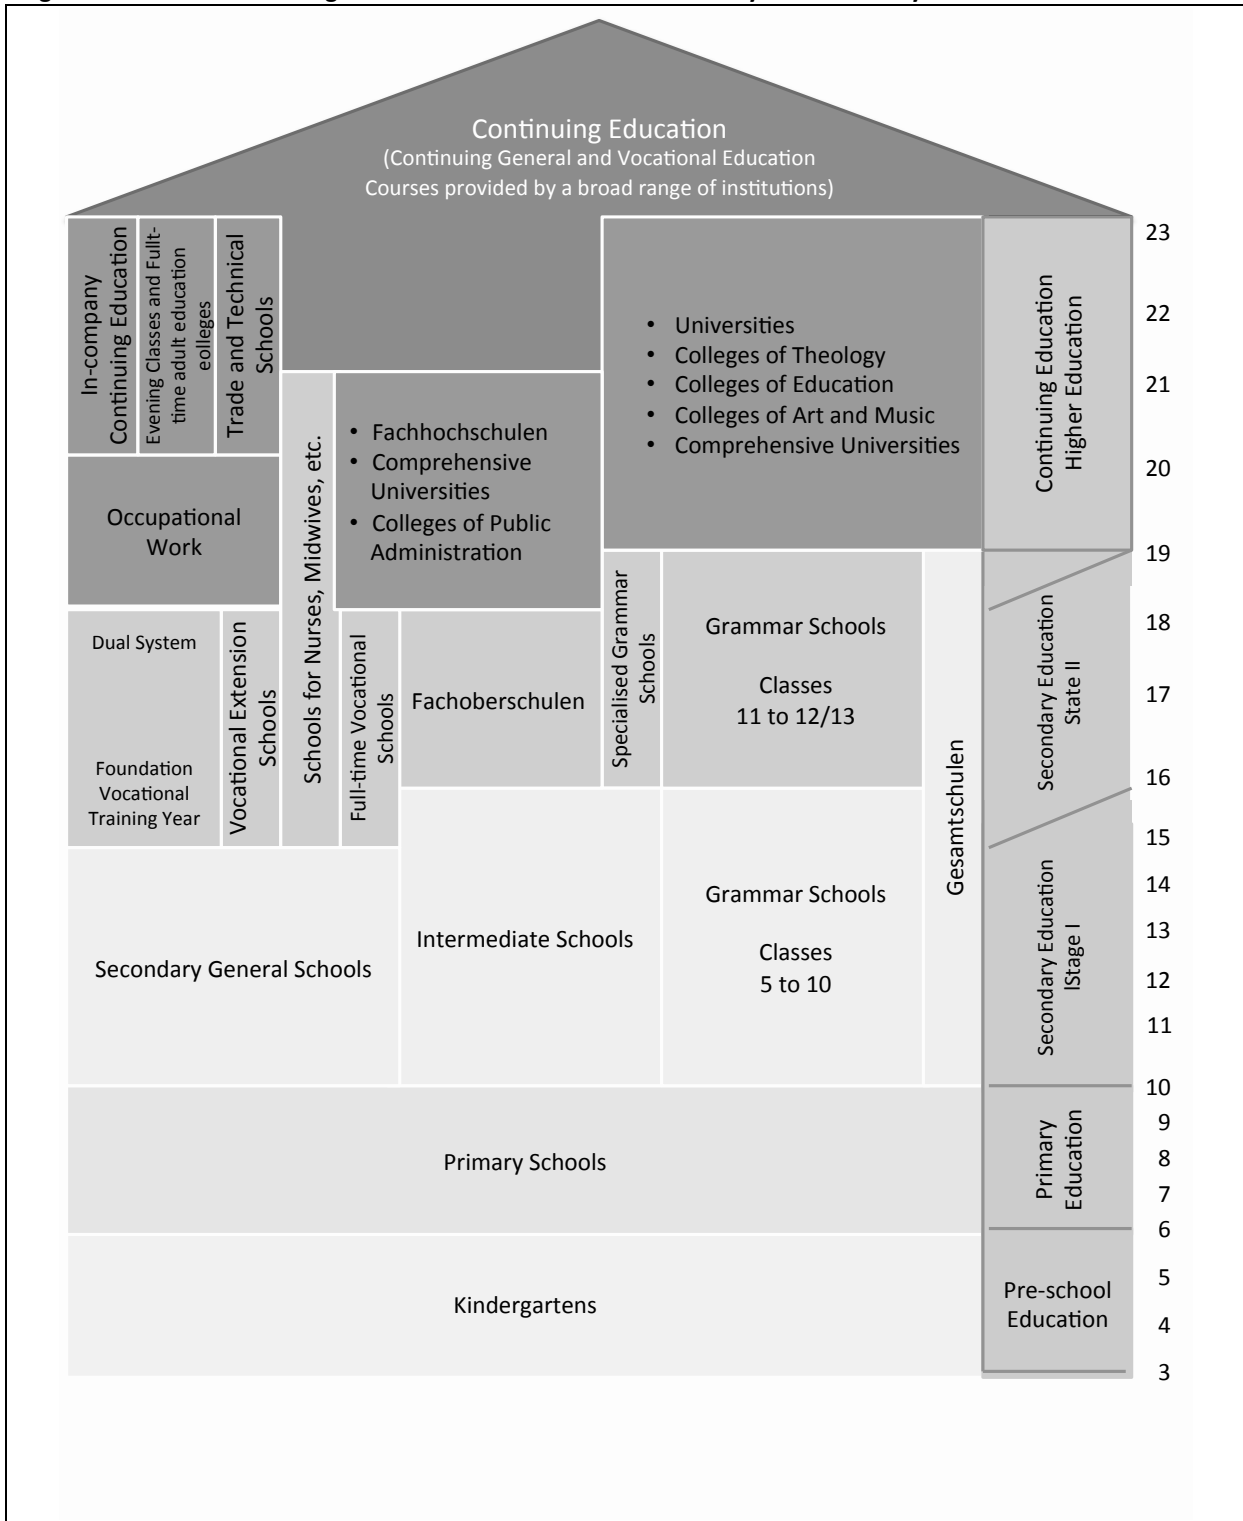 Continuing Education
(Continuing General and Vocational Education
Courses provided by a broad range of institutions)
In-company
Continuing Education
Evening Classes and Fullt-
time adult education
eolleges
Trade and Technical
Schools
• Universities
• Colleges of Theology
• Colleges of Education
• Colleges of Art and Music
• Comprehensive Universities
Continuing Education
Higher Education
23
22
21
20
19
Occupational
Work
Schools for Nurses, Midwives, etc.
• Fachhochschulen
• Comprehensive
Universities
• Colleges of Public
Administration
Dual System
Foundation
Vocational
Training Year
Vocational Extension
Schools
Full-time Vocational
Schools
Fachoberschulen
Specialised Grammar
Schools
Grammar Schools
Classes
11 to 12/13
Gesamtschulen
Secondary Education
State II
18
17
16
15
Secondary General Schools
Intermediate Schools
Grammar Schools
Classes
5 to 10
Secondary Education
IStage I
14
13
12
11
10
Primary Schools
Primary
Education
9
8
7
6
Kindergartens
Pre-school
Education
5
4
3